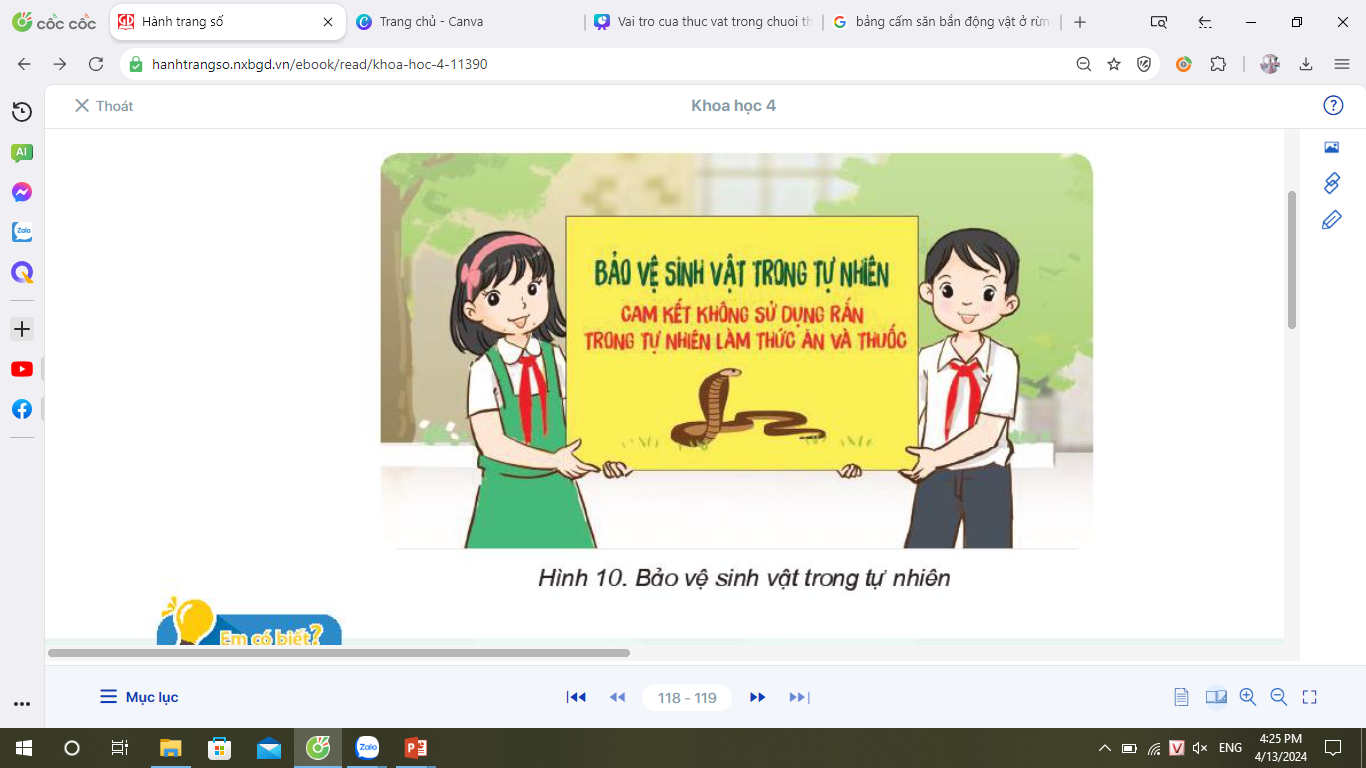 cốc cốc
Hành trang số
Trang chủ - Canva
Vai tro cua thuc vat trong chuoi th
bảng cấm săn bắn động vật ở rừn
hanhtrangso.nxbgd.vn/ebook/read/khoa-hoc-4-11390
Thoát
Khoa học 4
AI
Zalo
BẢO VỆ SINH VẬT TRONG TỰ NHIÊN
CAM KẾT KHÔNG SỬ DỤNG RẮN
TRONG TỰ NHIÊN LÀM THỨC ĂN VÀ THUỐC
Hình 10. Bảo vệ sinh vật trong tự nhiên
Em có biết?
Mục lục
118 - 119
Zalo
V
ENG
4:25 PM
4/13/2024